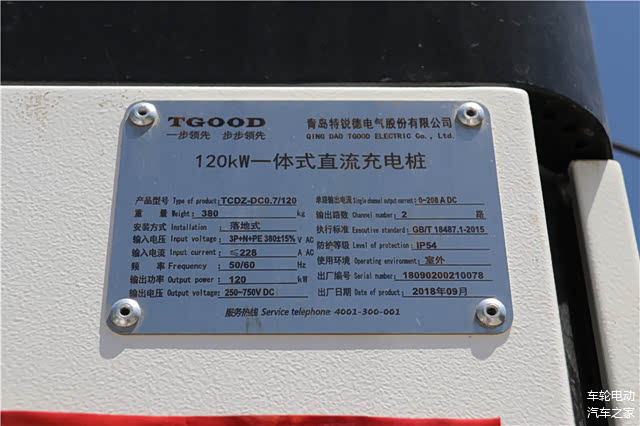 TGOOD
一步领先 步步领先
青岛特锐德电气股份有限公司
QING DAO TGOOD ELECTRIC Co., Ltd.
120kW一体式直流充电桩
产品型号 Type of product: TCDZ-DC0.7/120
重 量 Weight: 380 kg
安装方式 Installation : 落地式
输入电压 Input voltage: 3P+N+PE 380±15% V AC
输入电流 Input current: ≤228 A AC
频 率 Frequency: 50/60 Hz
输出功率 Output power: 120 kW
输出电压 Output voltage: 250-750V DC
单路输出电流 Single channel output current: 0-208 A DC
输出路数 Channel number: 2 路
执行标准 Executive standard: GB/T 18487.1-2015
防护等级 Level of protection: IP54
使用环境 Operating environment: 室外
出厂编号 Serial number: 18090200210078
出厂日期 Date of product: 2018年09月
服务热线 Service telephone: 4001-300-001
车轮电动
汽车之家